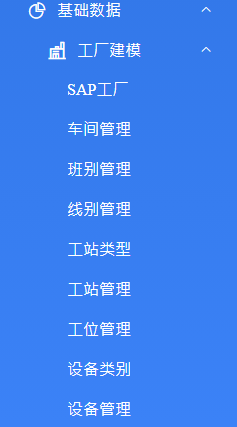 基础数据
工厂建模
SAP工厂
车间管理
班别管理
线别管理
工站类型
工站管理
工位管理
设备类别
设备管理